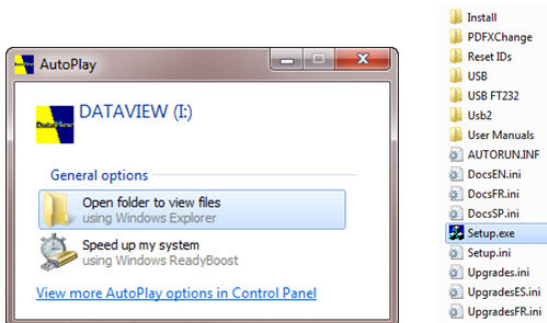 AutoPlay
DataView
DATAVIEW (I:)
General options
Open folder to view files
using Windows Explorer
Speed up my system
using Windows ReadyBoost
View more AutoPlay options in Control Panel
Install
PDFXChange
Reset IDs
USB
USB FT232
Usb2
User Manuals
AUTORUN.INF
DocsEN.ini
DocsFR.ini
DocsSP.ini
Setup.exe
Setup.ini
Upgrades.ini
UpgradesES.ini
UpgradesFR.ini